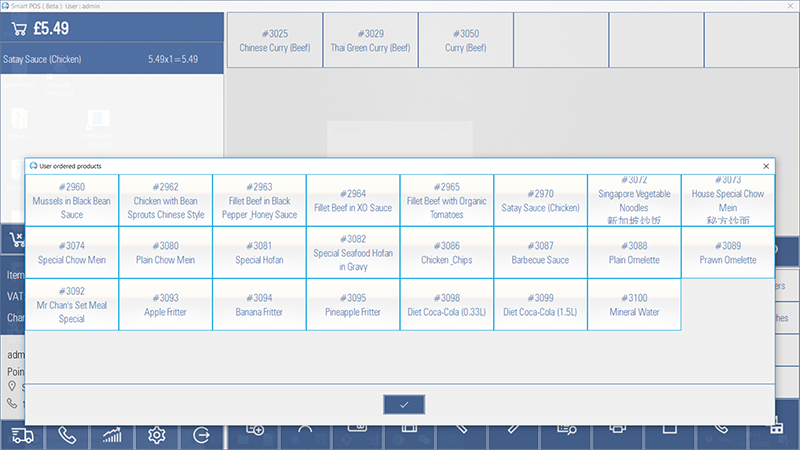 Smart POS ( Beta ) User : admin
£5.49
Satay Sauce (Chicken) 5.49x1=5.49
#3025
Chinese Curry (Beef)
#3029
Thai Green Curry (Beef)
#3050
Curry (Beef)
User ordered products
#2960
Mussels in Black Bean
Sauce
#2962
Chicken with Bean
Sprouts Chinese Style
#2963
Fillet Beef in Black
Pepper_Honey Sauce
#2964
Fillet Beef in XO Sauce
#2965
Fillet Beef with Organic
Tomatoes
#2970
Satay Sauce (Chicken)
#3072
Singapore Vegetable
Noodles
新加坡炒版
#3073
House Special Chow
Mein
秘方炒面
#3074
Special Chow Mein
#3080
Plain Chow Mein
#3081
Special Hofan
#3082
Special Seafood Hofan
in Gravy
#3086
Chicken_Chips
#3087
Barbecue Sauce
#3088
Plain Omelette
#3089
Prawn Omelette
#3092
Mr Chan's Set Meal
Special
#3093
Apple Fritter
#3094
Banana Fritter
#3095
Pineapple Fritter
#3098
Diet Coca-Cola (0.33L)
#3099
Diet Coca-Cola (1.5L)
#3100
Mineral Water
Item
VAT:
Char
adm
Poin
S
1
ers
hes